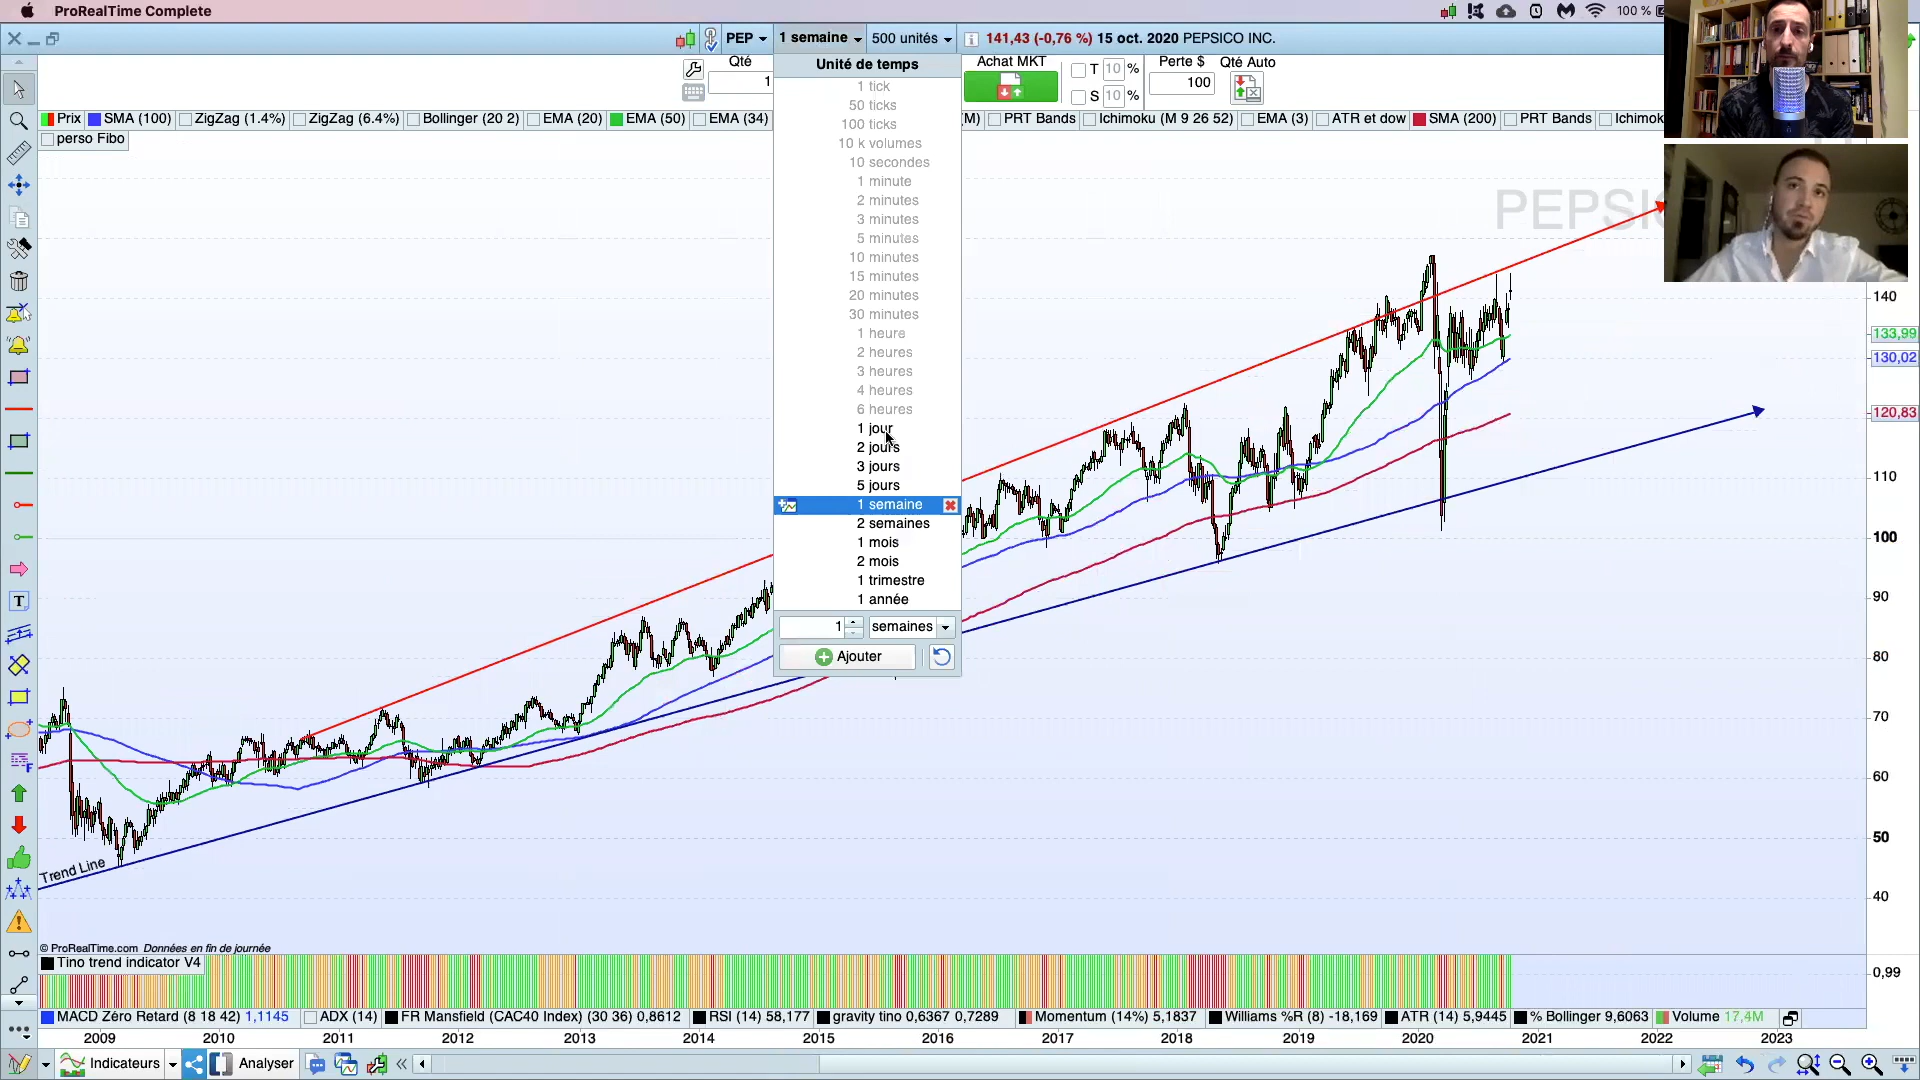 ProRealTime Complete
100 %
PEP
1 semaine
500 unités
141,43 (-0,76 %) 15 oct. 2020 PEPSICO INC.
Qté
1
Unité de temps
Achat MKT
T 10 %
S 10 %
Perte $
100
Qté Auto
Prix
SMA (100)
ZigZag (1.4%)
ZigZag (6.4%)
Bollinger (20 2)
EMA (20)
EMA (50)
EMA (34)
PRT Bands
Ichimoku (M 9 26 52)
EMA (3)
ATR et dow
SMA (200)
PRT Bands
perso Fibo
1 tick
50 ticks
100 ticks
10 k volumes
10 secondes
1 minute
2 minutes
3 minutes
5 minutes
10 minutes
15 minutes
20 minutes
30 minutes
1 heure
2 heures
3 heures
4 heures
6 heures
1 jour
2 jours
3 jours
5 jours
1 semaine
2 semaines
1 mois
2 mois
1 trimestre
1 année
1
semaines
Ajouter
140
133,99
130,02
120,83
110
100
90
80
70
60
50
40
Trend Line
© ProRealTime.com Données en fin de journée
Tino trend indicator V4
0,99
MACD Zéro Retard (8 18 42) 1,1145
ADX (14)
FR Mansfield (CAC40 Index) (30 36) 0,8612
RSI (14) 58,177
gravity tino 0,6367 0,7289
Momentum (14%) 5,1837
Williams %R (8) -18,169
ATR (14) 5,9445
% Bollinger 9,6063
Volume 17,4M
2009 2010 2011 2012 2013 2014 2015 2016 2017 2018 2019 2020 2021 2022 2023
Indicateurs
Analyser